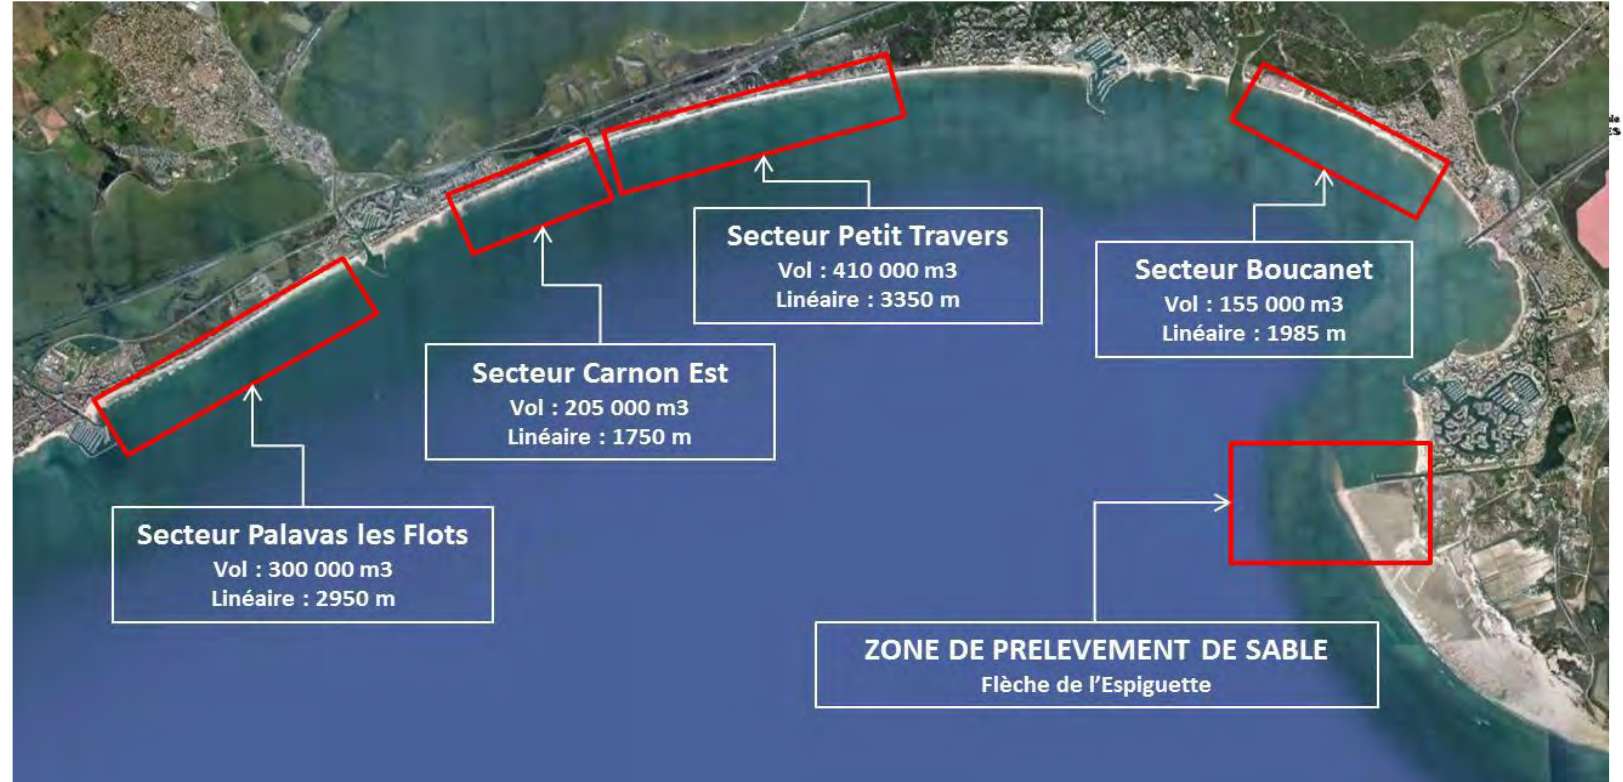 Secteur Petit Travers
Vol : 410 000 m3
Linéaire : 3350 m
Secteur Boucanet
Vol : 155 000 m3
Linéaire : 1985 m
Secteur Carnon Est
Vol : 205 000 m3
Linéaire : 1750 m
Secteur Palavas les Flots
Vol : 300 000 m3
Linéaire : 2950 m
ZONE DE PRELEVEMENT DE SABLE
Flèche de l'Espiguette